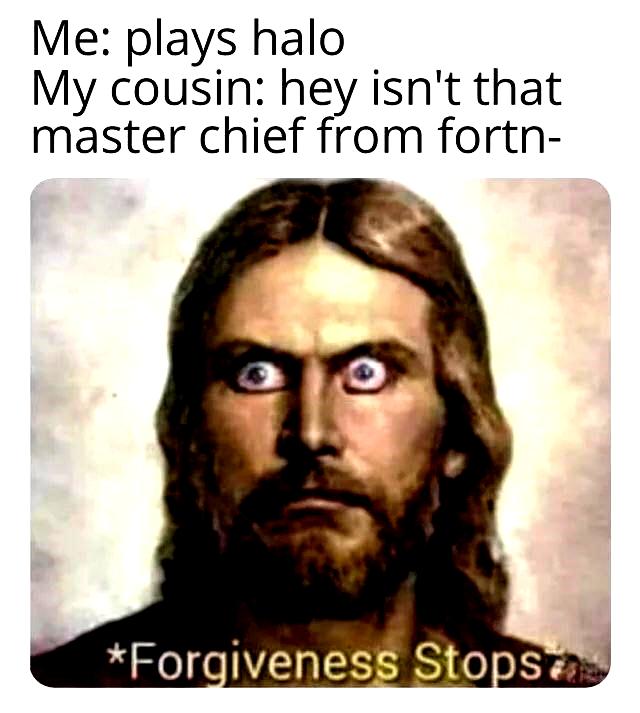 Me: plays halo
My cousin: hey isn't that
master chief from fortn-
*Forgiveness Stops*